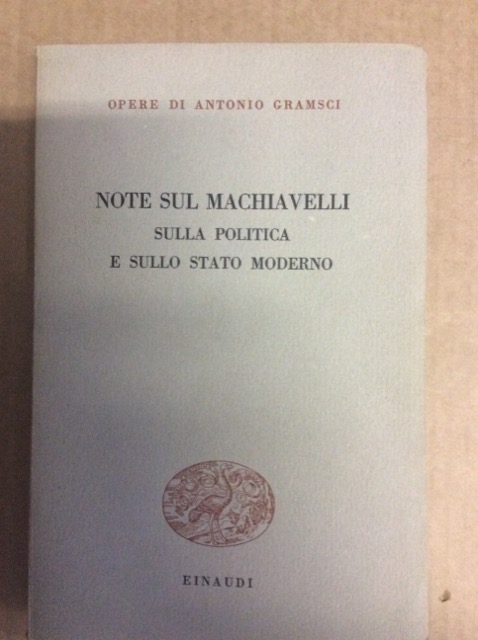 OPERE DI ANTONIO GRAMSCI
NOTE SUL MACHIAVELLI
SULLA POLITICA
E SULLO STATO MODERNO
EINAUDI